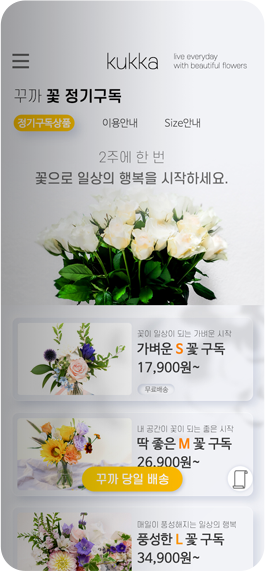 kukka
live everyday
with beautiful flowers
꾸까 꽃 정기구독
정기구독상품 이용안내 Size안내
2주에 한 번
꽃으로 일상의 행복을 시작하세요.
꽃이 일상이 되는 가벼운 시작
가벼운 S 꽃 구독
17,900원~
무료배송
내 공간이 꽃이 되는 좋은 시작
딱 좋은 M 꽃 구독
26,900원~
꾸까 당일 배송
매일이 풍성해지는 일상의 행복
풍성한 L 꽃 구독
34,900원~